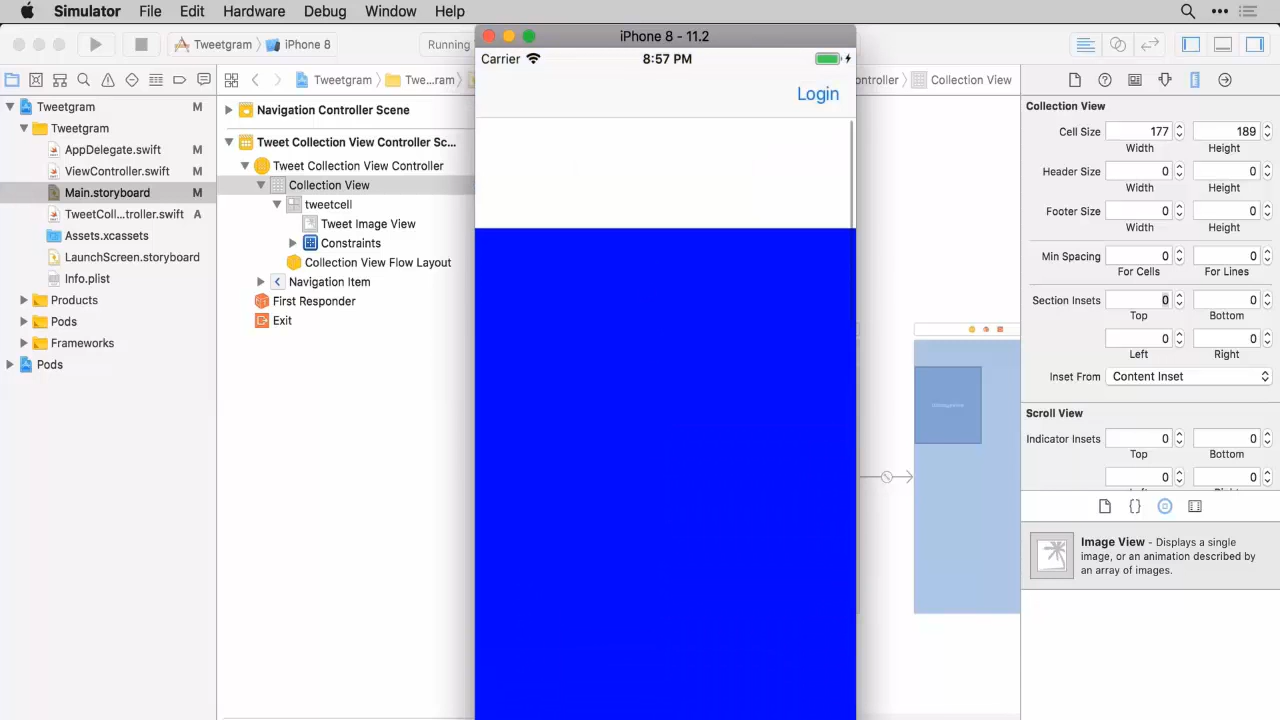 Simulator File Edit Hardware Debug Window Help
iPhone 8 - 11.2
Tweetgram iPhone 8 Running
Carrier 8:57 PM
Tweetgram Twe...ram ontroller Collection View
Login
Tweetgram M
Tweetgram
AppDelegate.swift M
ViewController.swift M
Main.storyboard M
TweetColl...troller.swift A
Assets.xcassets
LaunchScreen.storyboard
Info.plist
Products
Pods
Frameworks
Pods
Navigation Controller Scene
Tweet Collection View Controller Sc...
Tweet Collection View Controller
Collection View
tweetcell
Tweet Image View
Constraints
Collection View Flow Layout
Navigation Item
First Responder
Exit
Collection View
Cell Size 177 189
Width Height
Header Size 0 0
Width Height
Footer Size 0 0
Width Height
Min Spacing 0 0
For Cells For Lines
Section Insets 0 0
Top Bottom
0 0
Left Right
Inset From Content Inset
Scroll View
Indicator Insets 0 0
Top Bottom
0 0
Image View - Displays a single
image, or an animation described by
an array of images.